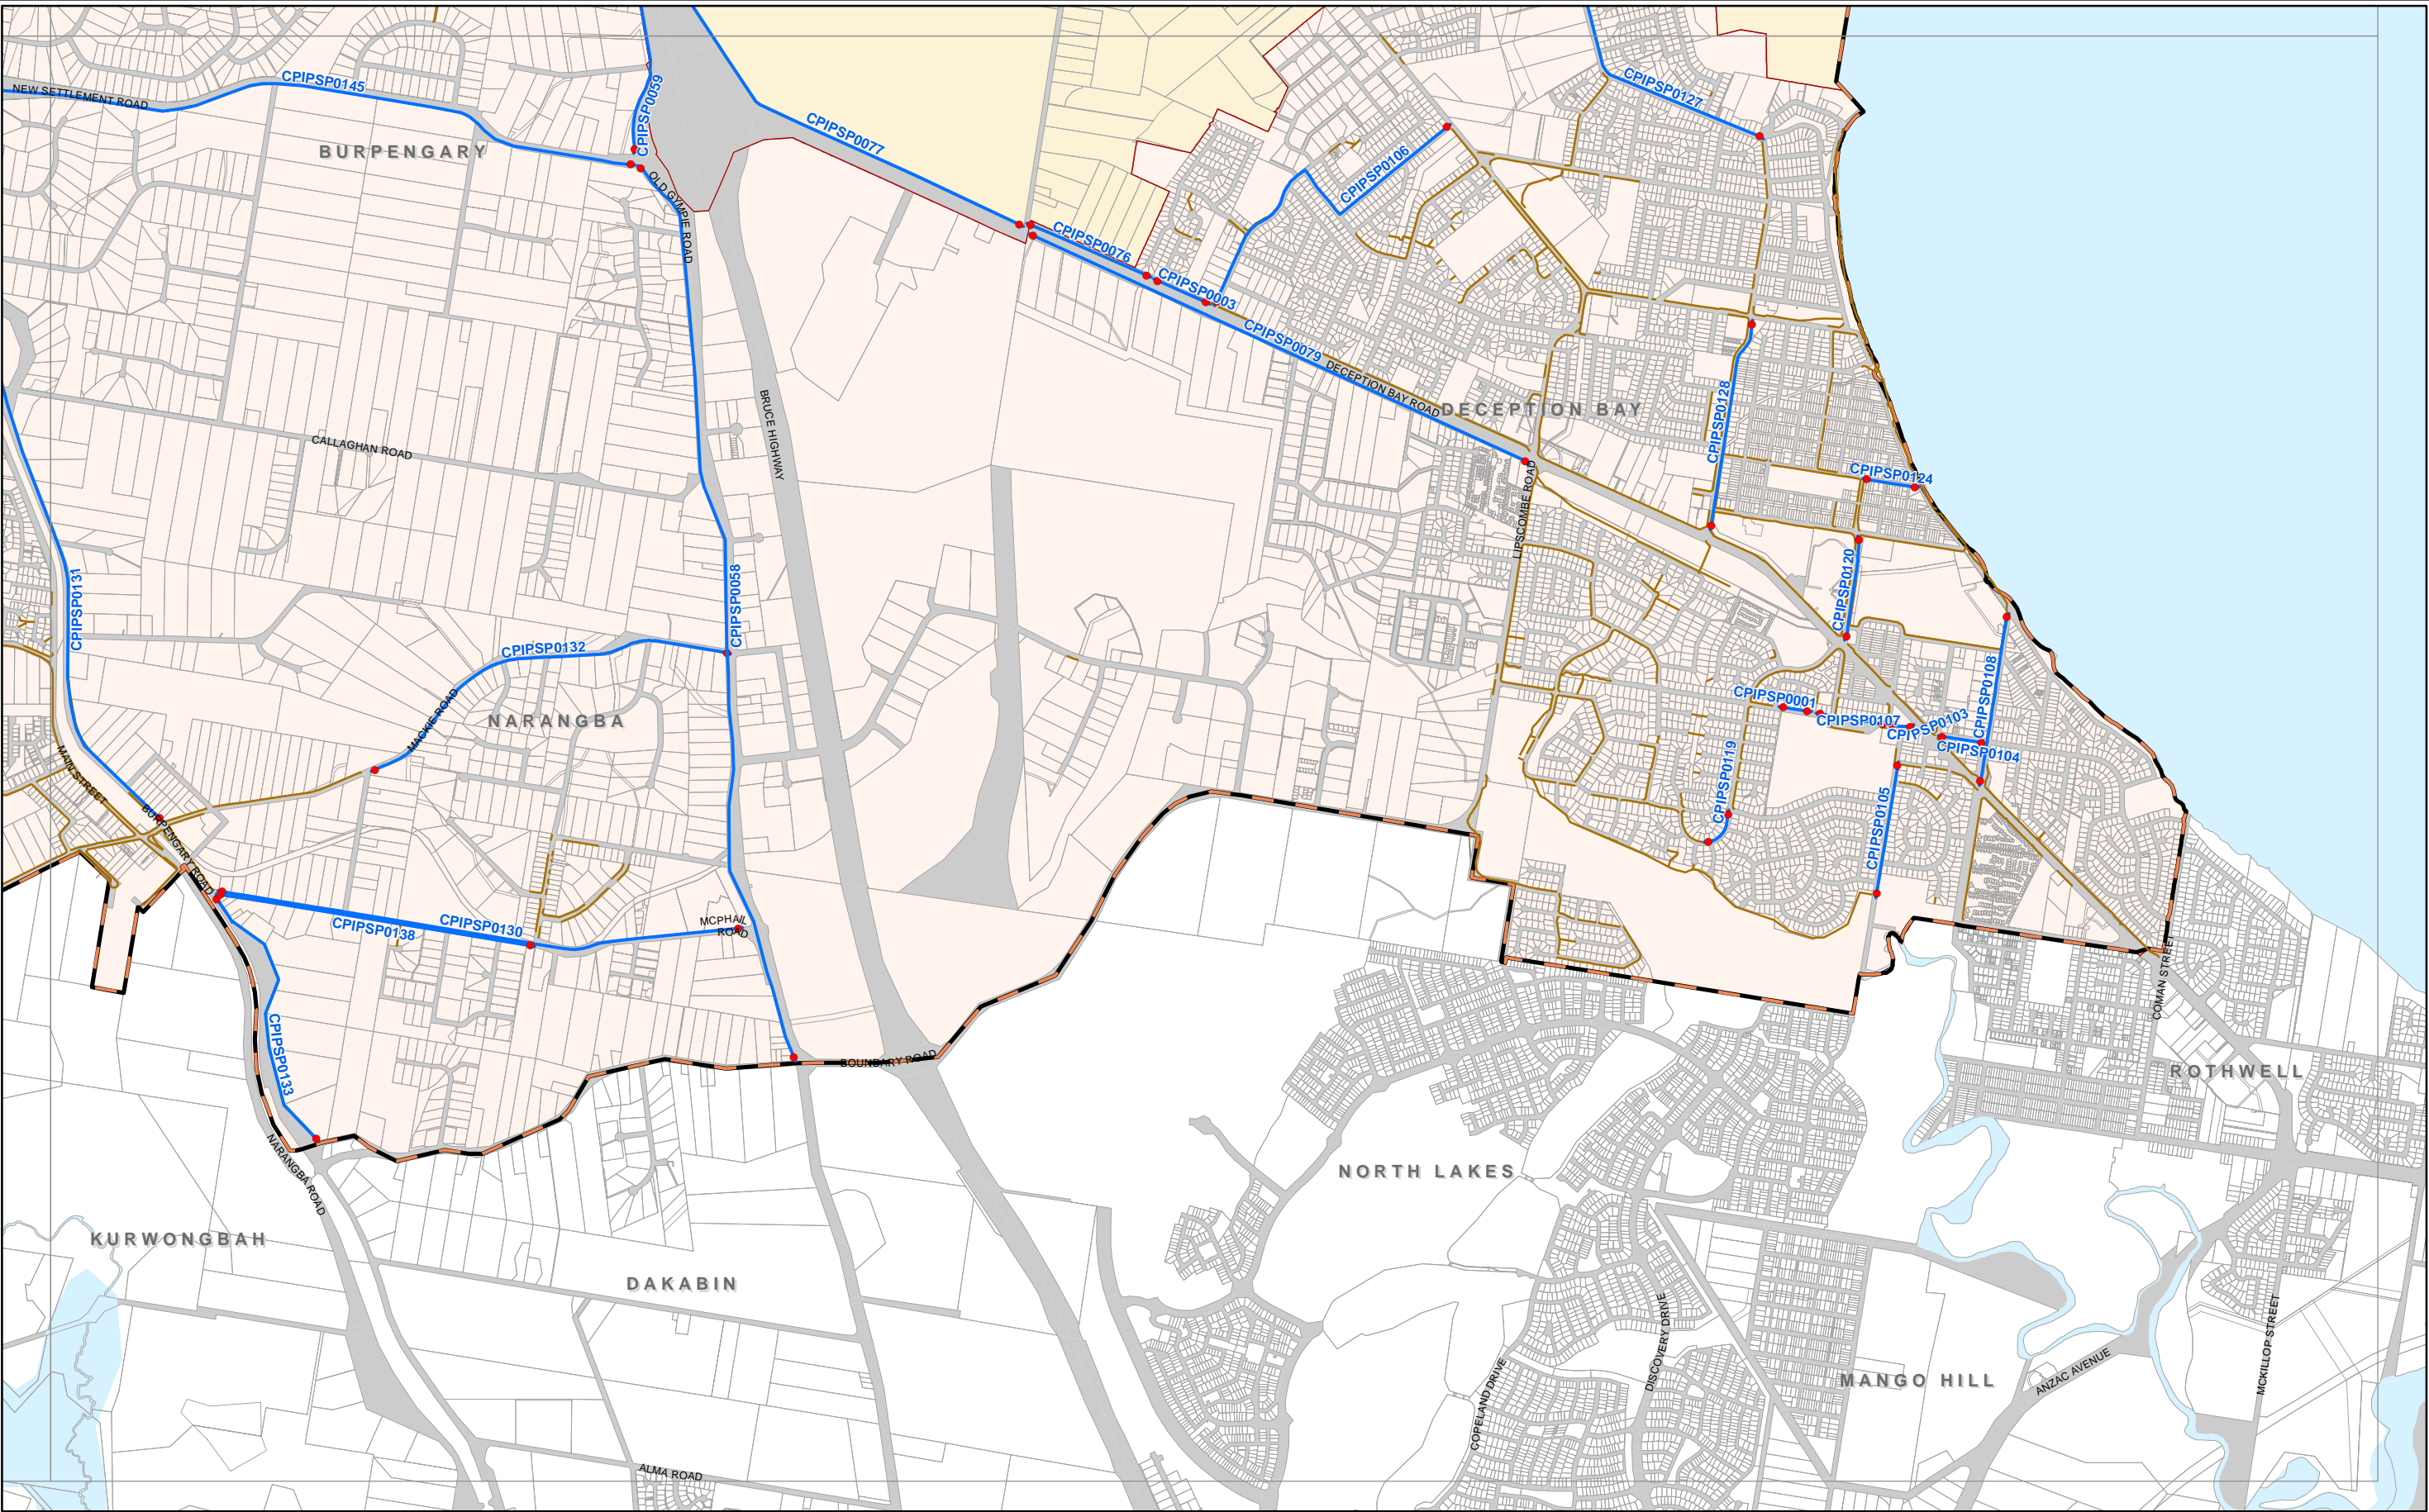 CPIPSP0145
NEW SETTLEMENT ROAD
CPIPSP0059
CPIPSP0127
CPIPSP0077
BURPENGARY
CPIPSP0106
OLD GYMPIE ROAD
CPIPSP0076
CPIPSP0003
CPIPSP0079
DECEPTION BAY ROAD
DECEPTION BAY
BRUCE HIGHWAY
CPIPSP0128
CALLAGHAN ROAD
CPIPSP0124
LIPSCOMBE ROAD
CPIPSP0131
CPIPSP0058
CPIPSP0120
CPIPSP0132
CPIPSP0108
CPIPSP0001
MACKIE ROAD
NARANGBA
CPIPSP0107
CPIPSP0103
CPIPSP0104
MAIN STREET
CPIPSP0119
BURPENGARY ROAD
CPIPSP0105
CPIPSP0138
CPIPSP0130
MCPHAIL
ROAD
COMAN STREET
CPIPSP0133
BOUNDARY ROAD
ROTHWELL
NARANGBA ROAD
NORTH LAKES
KURWONGBAH
DAKABIN
COPELAND DRIVE
DISCOVERY DRIVE
MCKILLOP STREET
MANGO HILL
ANZAC AVENUE
ALMA ROAD